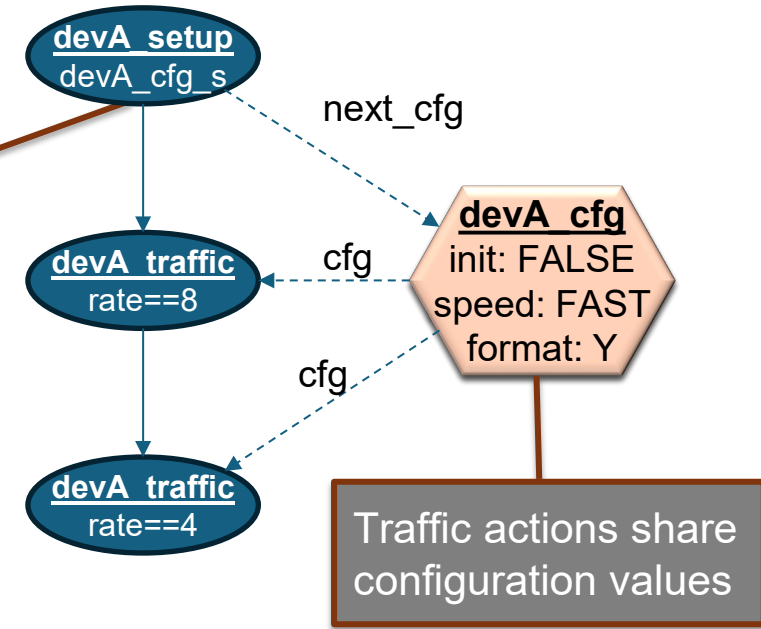 devA_setup
devA_cfg_s
next_cfg
devA_cfg
init: FALSE
speed: FAST
format: Y
cfg
devA_traffic
rate==8
cfg
devA_traffic
rate==4
Traffic actions share
configuration values